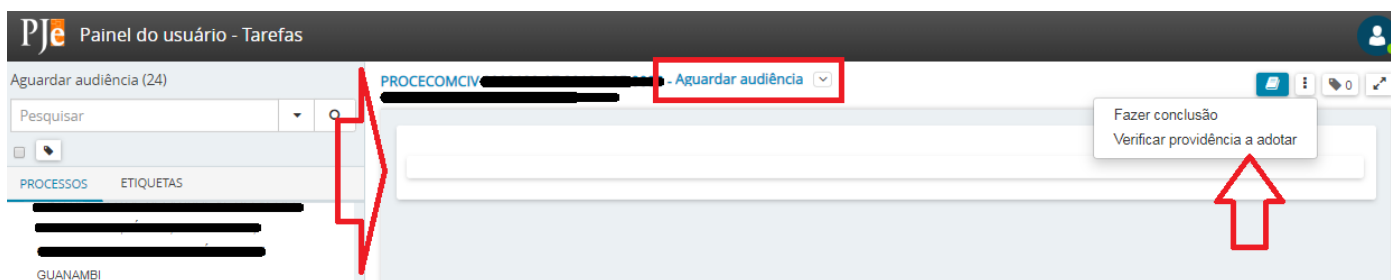 PJe Painel do usuário - Tarefas
Aguardar audiência (24)
Pesquisar
PROCESSOS ETIQUETAS
GUANAMBI
PROCECOMCIV - Aguardar audiência
0
Fazer conclusão
Verificar providência a adotar